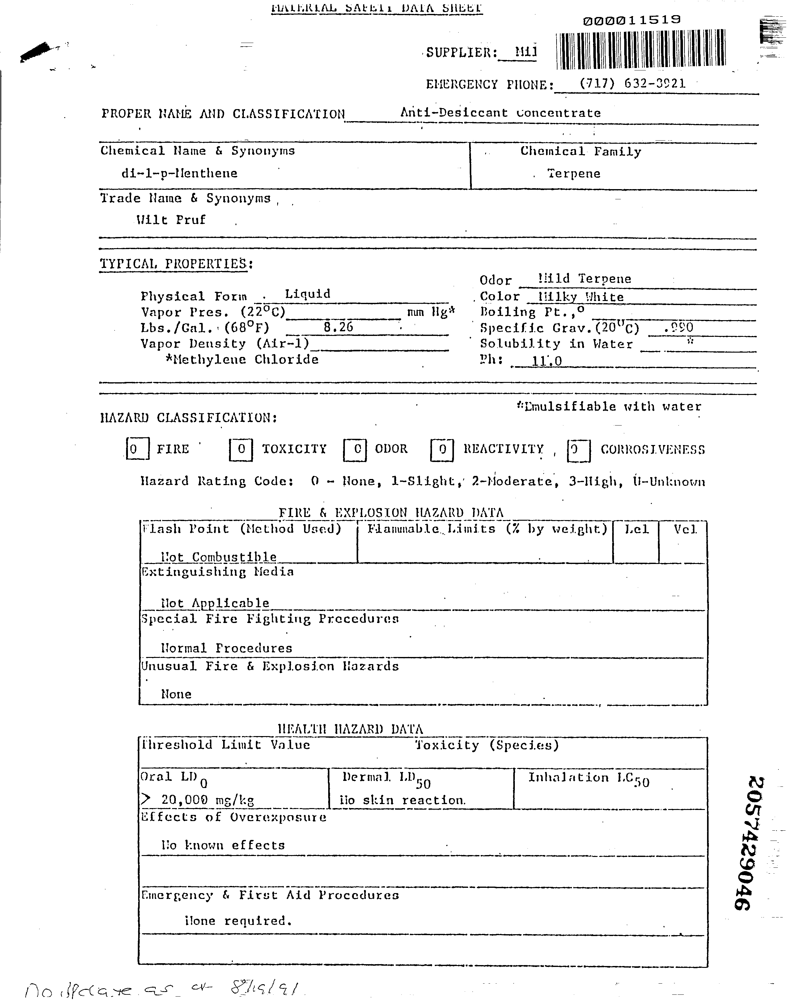 MATERIAL SAFETY DATA SHEET
000011519
SUPPLIER:
EMERGENCY PHONE: (717) 632-3921
PROPER NAME AND CLASSIFICATION Anti-Desiccant Concentrate
Chemical Name & Synonyms Chemical Family
di-1-p-Menthene Terpene
Trade Name & Synonyms
Wilt Pruf
TYPICAL PROPERTIES:
Odor Mild Terpene
Physical Form Liquid Color Milky White
Vapor Pres. (22°C) mm Hg* Boiling Pt.,°
Lbs./Gal. (68°F) 8.26 Specific Grav.(20°C) .990
Vapor Density (Air-1) Solubility in Water *
*Methylene Chloride Ph: 11.0
*Emulsifiable with water
HAZARD CLASSIFICATION:
0 FIRE 0 TOXICITY 0 ODOR 0 REACTIVITY, 0 CORROSIVENESS
Hazard Rating Code: 0 - None, 1-Slight, 2-Moderate, 3-High, U-Unknown
FIRE & EXPLOSION HAZARD DATA
Flash Point (Method Used) Flammable Limits (% by weight) Lel Vel
Not Combustible
Extinguishing Media
Not Applicable
Special Fire Fighting Procedures
Normal Procedures
Unusual Fire & Explosion Hazards
None
HEALTH HAZARD DATA
Threshold Limit Value Toxicity (Species)
Oral LD0 Dermal LD50 Inhalation LC50
> 20,000 mg/kg No skin reaction.
Effects of Overexposure
No known effects
Emergency & First Aid Procedures
None required.
2057429046
No update as of 8/19/91